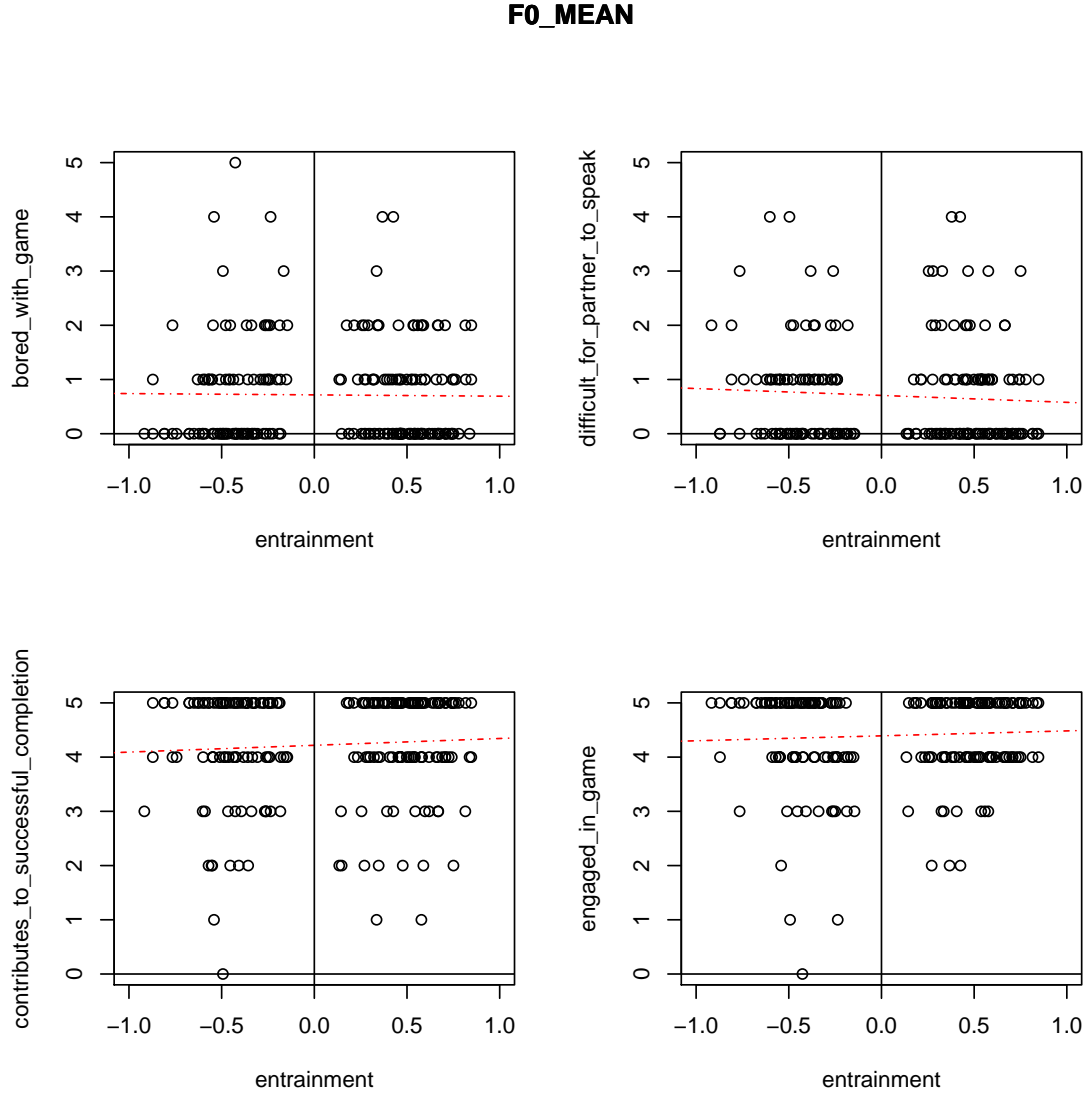 F0_MEAN
bored_with_game
0 1 2 3 4 5
−1.0 −0.5 0.0 0.5 1.0
entrainment
difficult_for_partner_to_speak
0 1 2 3 4 5
−1.0 −0.5 0.0 0.5 1.0
entrainment
contributes_to_successful_completion
0 1 2 3 4 5
−1.0 −0.5 0.0 0.5 1.0
entrainment
engaged_in_game
0 1 2 3 4 5
−1.0 −0.5 0.0 0.5 1.0
entrainment